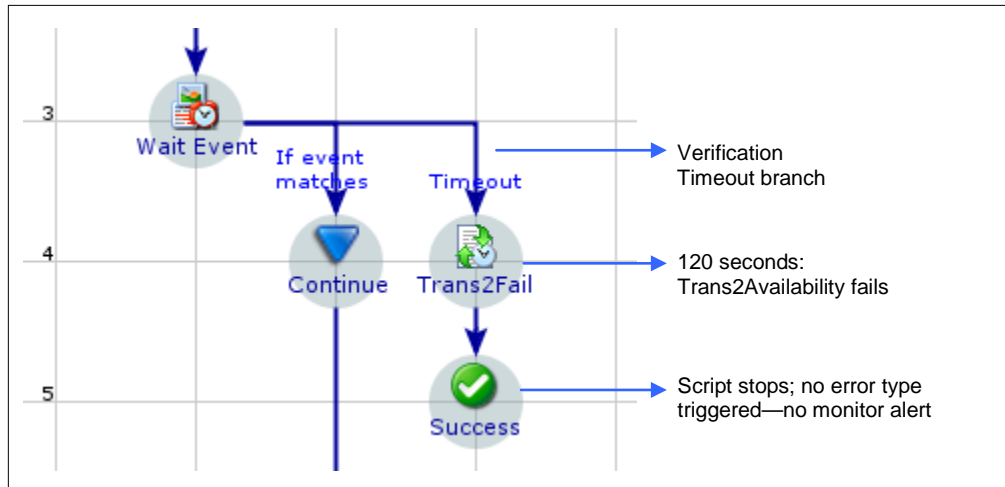 3
Wait Event
If event
matches
Timeout
Verification
Timeout branch
4
Continue
Trans2Fail
120 seconds:
Trans2Availability fails
5
Success
Script stops; no error type
triggered—no monitor alert